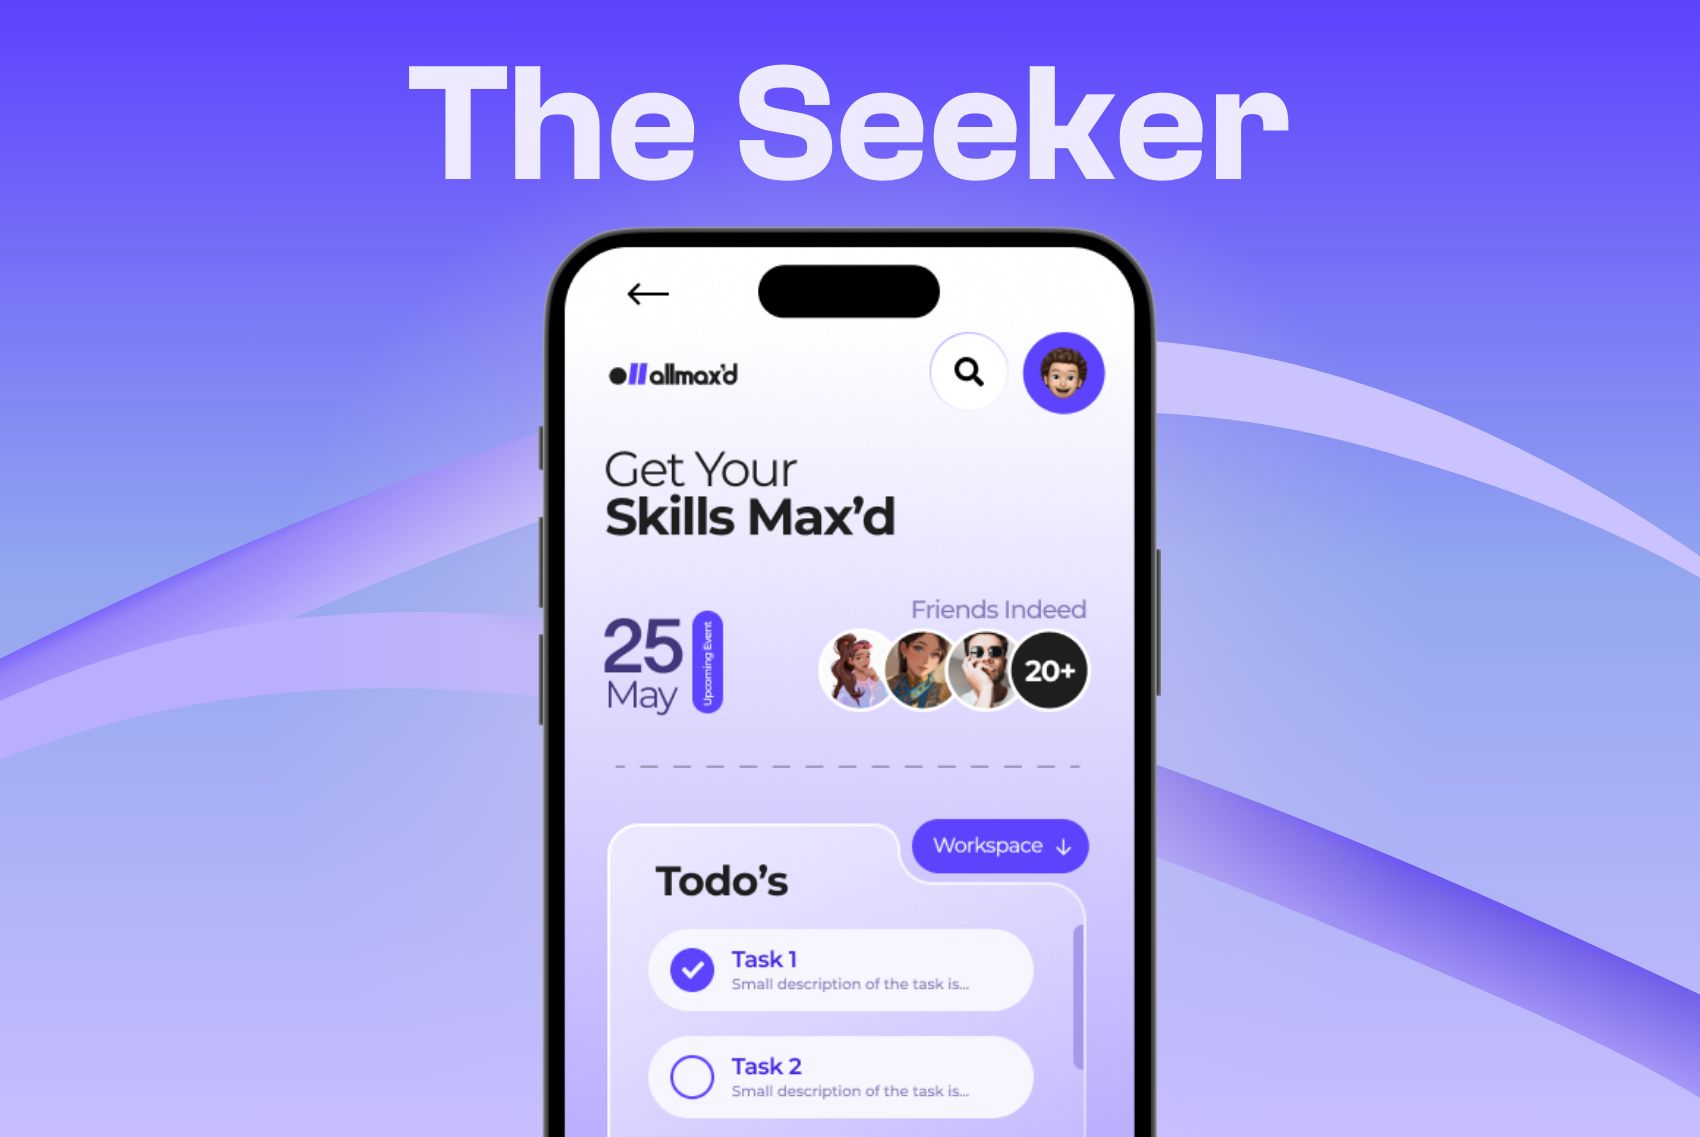 The Seeker
allmax'd
Get Your
Skills Max'd
25
May
Upcoming Event
Friends Indeed
20+
Workspace
Todo's
Task 1
Small description of the task is...
Task 2
Small description of the task is...